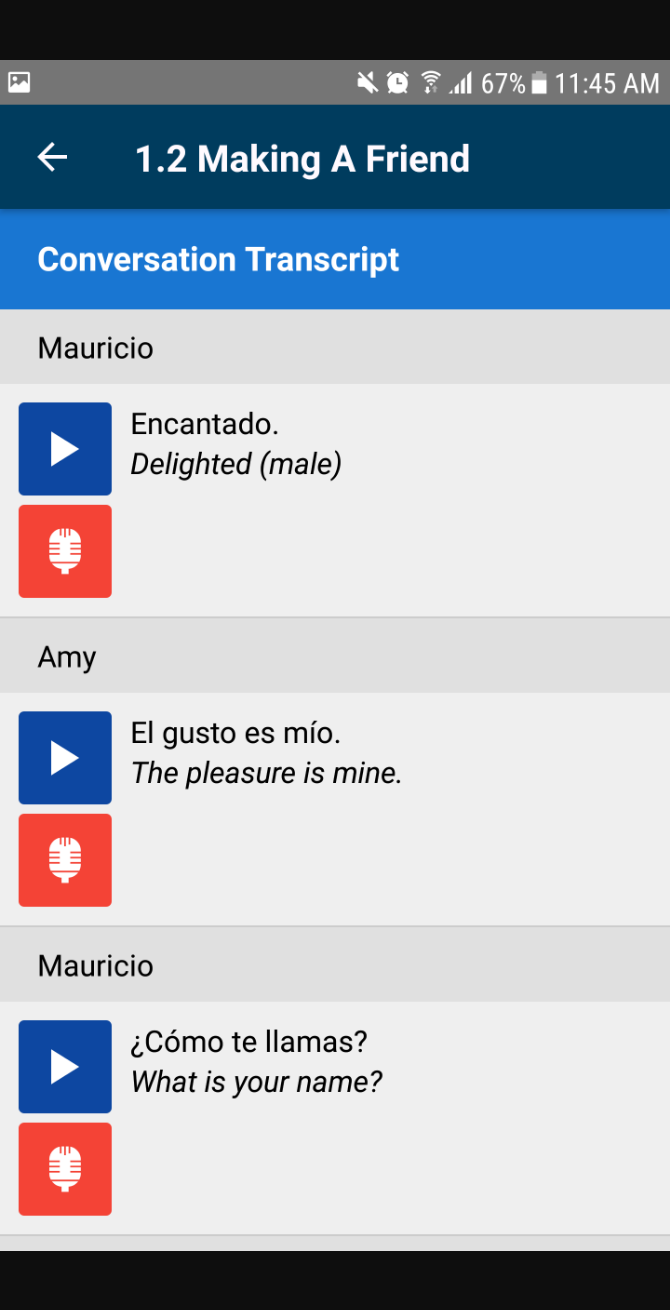 67% 11:45 AM
1.2 Making A Friend
Conversation Transcript
Mauricio
Encantado.
Delighted (male)
Amy
El gusto es mío.
The pleasure is mine.
Mauricio
¿Cómo te llamas?
What is your name?